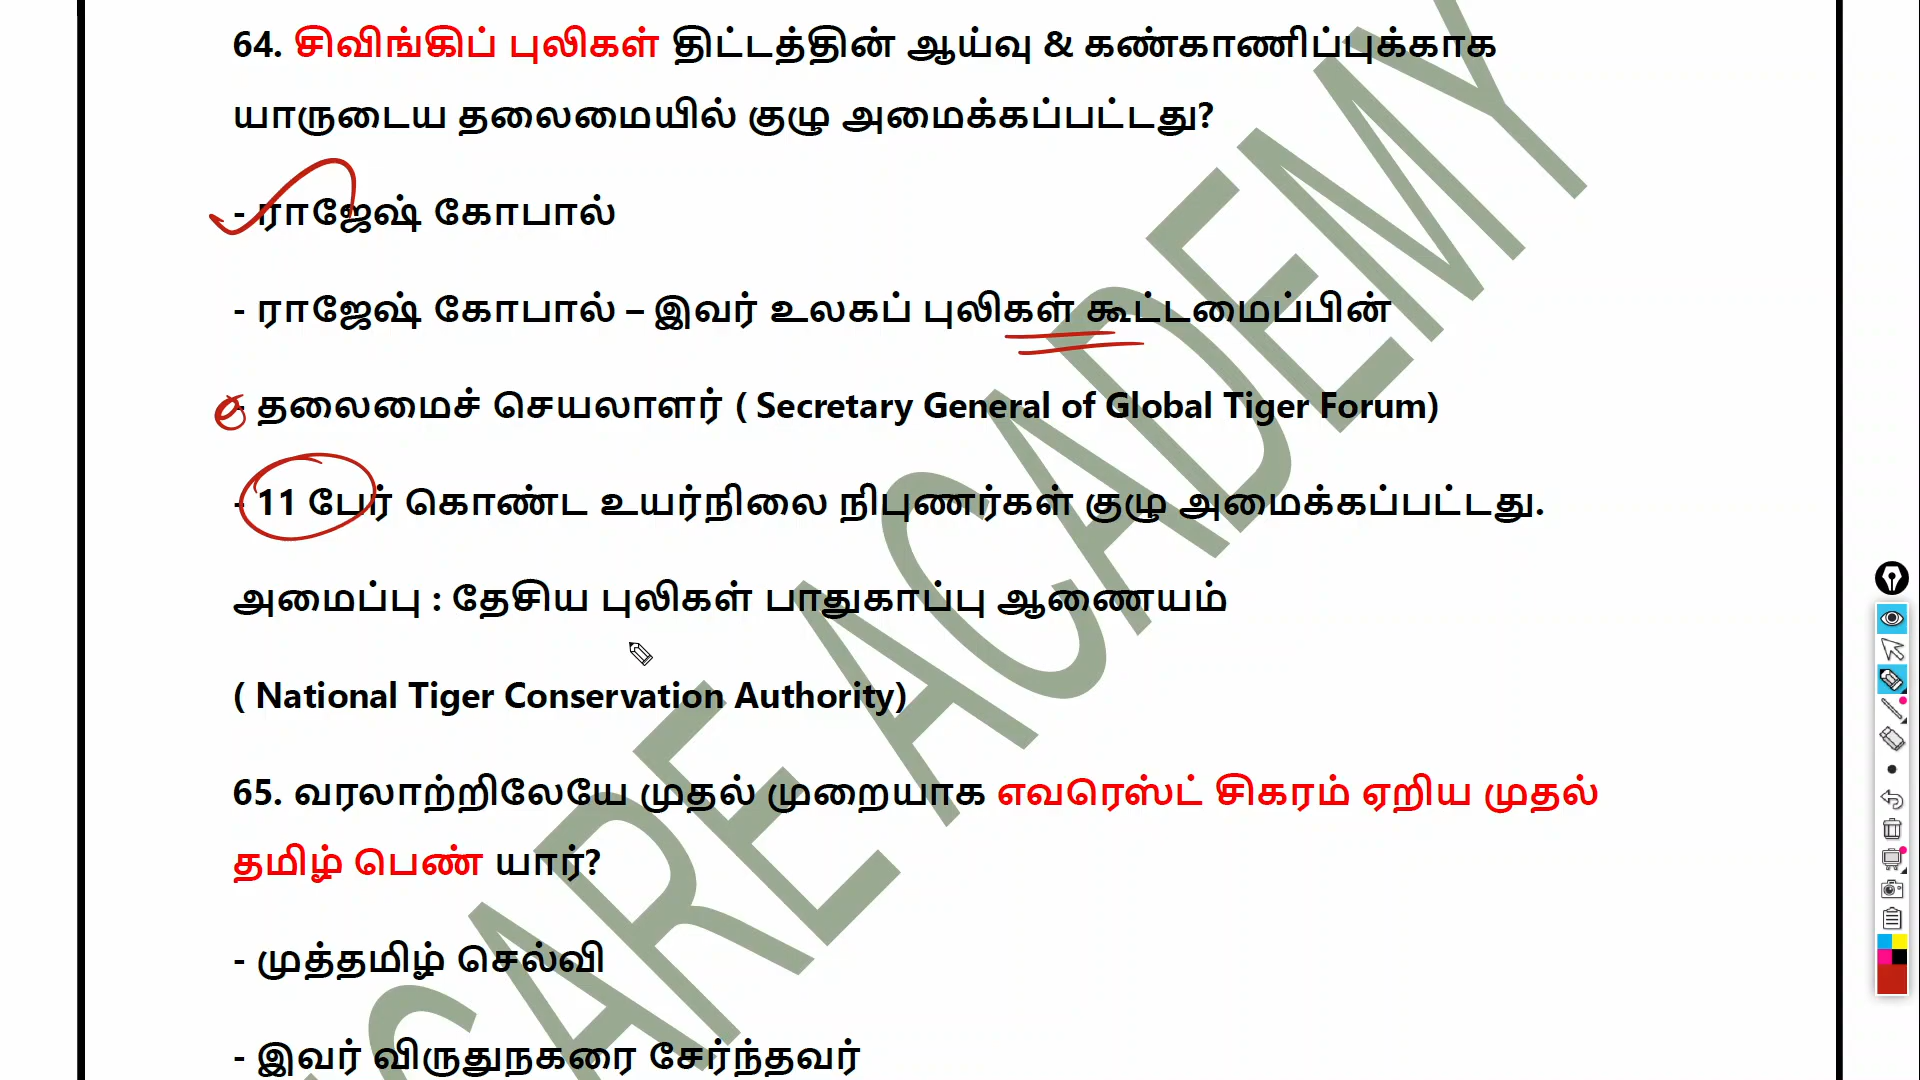 64. சிவிங்கிப் புலிகள் திட்டத்தின் ஆய்வு & கண்காணிப்புக்காக
யாருடைய தலைமையில் குழு அமைக்கப்பட்டது?
- ராஜேஷ் கோபால்
- ராஜேஷ் கோபால் – இவர் உலகப் புலிகள் கூட்டமைப்பின்
- தலைமைச் செயலாளர் ( Secretary General of Global Tiger Forum)
- 11 பேர் கொண்ட உயர்நிலை நிபுணர்கள் குழு அமைக்கப்பட்டது.
அமைப்பு : தேசிய புலிகள் பாதுகாப்பு ஆணையம்
( National Tiger Conservation Authority)
65. வரலாற்றிலேயே முதல் முறையாக எவரெஸ்ட் சிகரம் ஏறிய முதல்
தமிழ் பெண் யார்?
- முத்தமிழ் செல்வி
- இவர் விருதுநகரை சேர்ந்தவர்
CARE ACADEMY